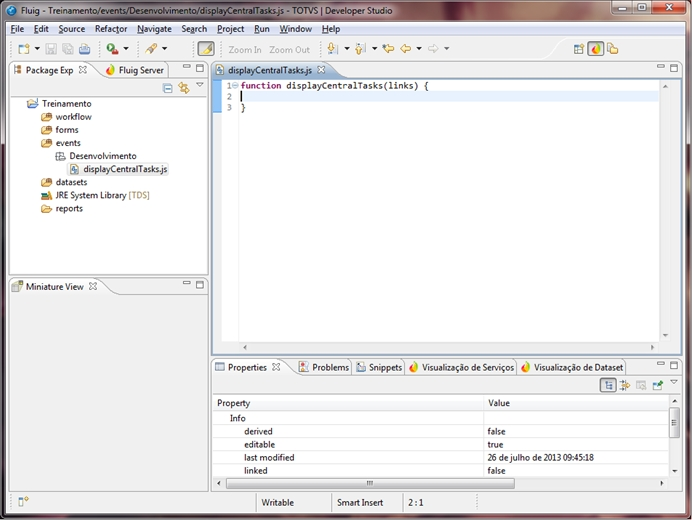 Fluig - Treinamento/events/Desenvolvimento/displayCentralTasks.js - TOTVS | Developer Studio
File Edit Source Refactor Navigate Search Project Run Window Help
Zoom In Zoom Out
Package Exp Fluig Server
Treinamento
workflow
forms
events
Desenvolvimento
displayCentralTasks.js
datasets
JRE System Library [TDS]
reports
Miniature View
displayCentralTasks.js
1 function displayCentralTasks(links) {
2
3 }
Properties Problems Snippets Visualização de Serviços Visualização de Dataset
Property Value
Info
derived false
editable true
last modified 26 de julho de 2013 09:45:18
linked false
Writable Smart Insert 2 : 1